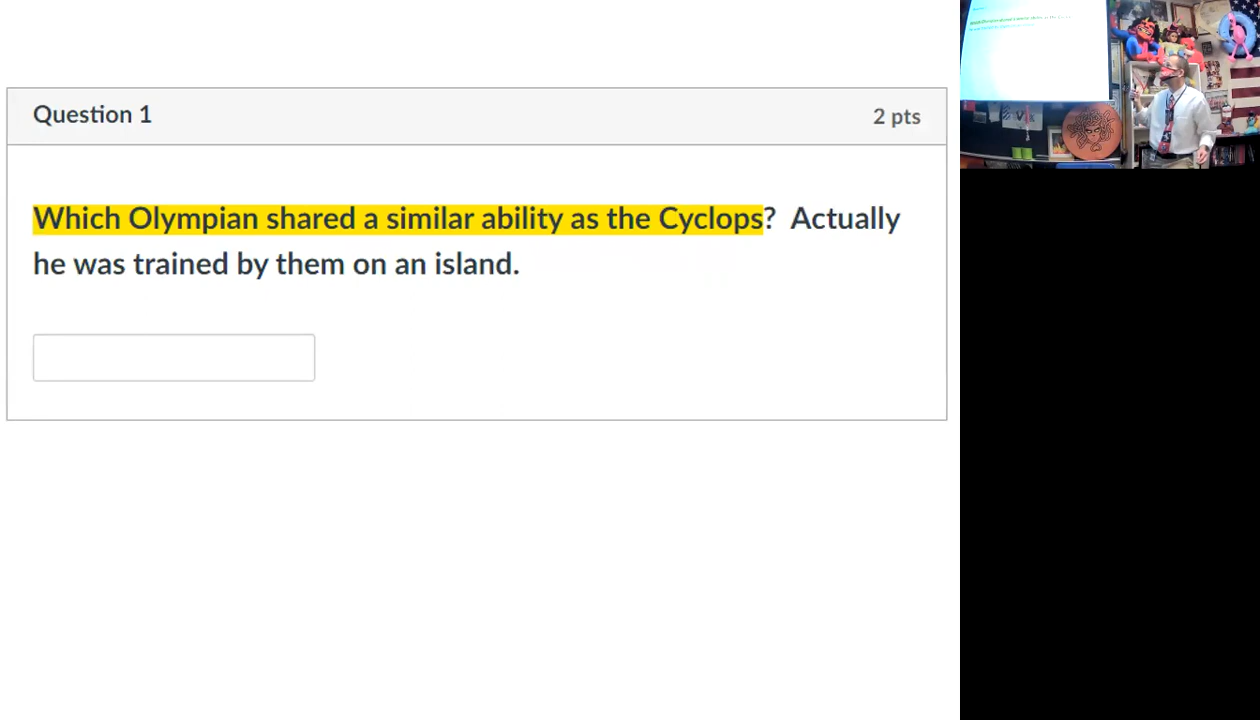 Question 1
2 pts
Which Olympian shared a similar ability as the Cyclops?  Actually
he was trained by them on an island.